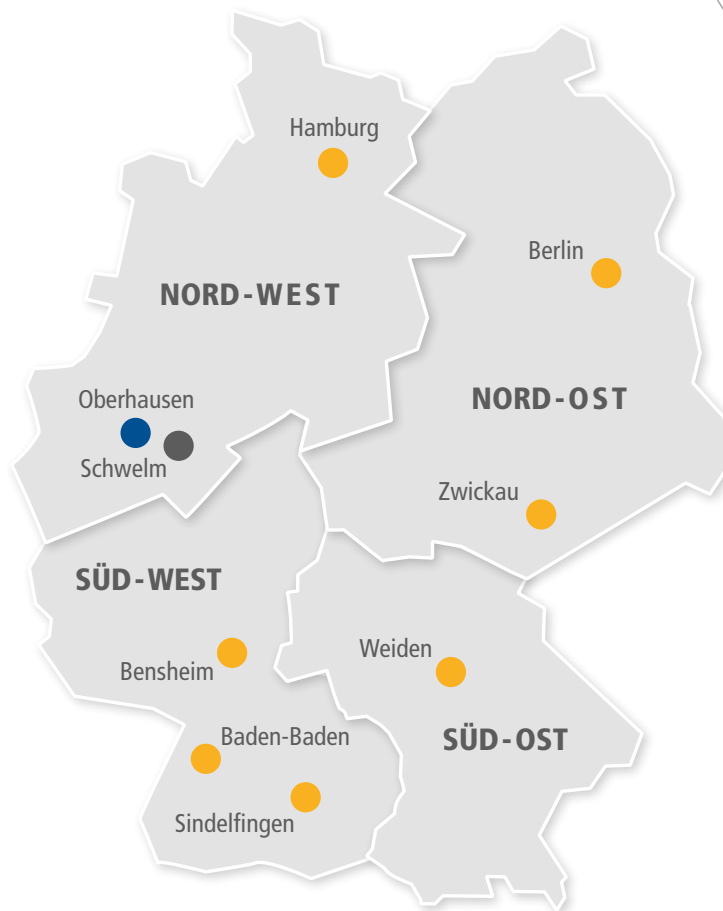 Hamburg
Berlin
NORD-WEST
NORD-OST
Oberhausen
Schwelm
Zwickau
SÜD-WEST
Weiden
Bensheim
Baden-Baden
SÜD-OST
Sindelfingen